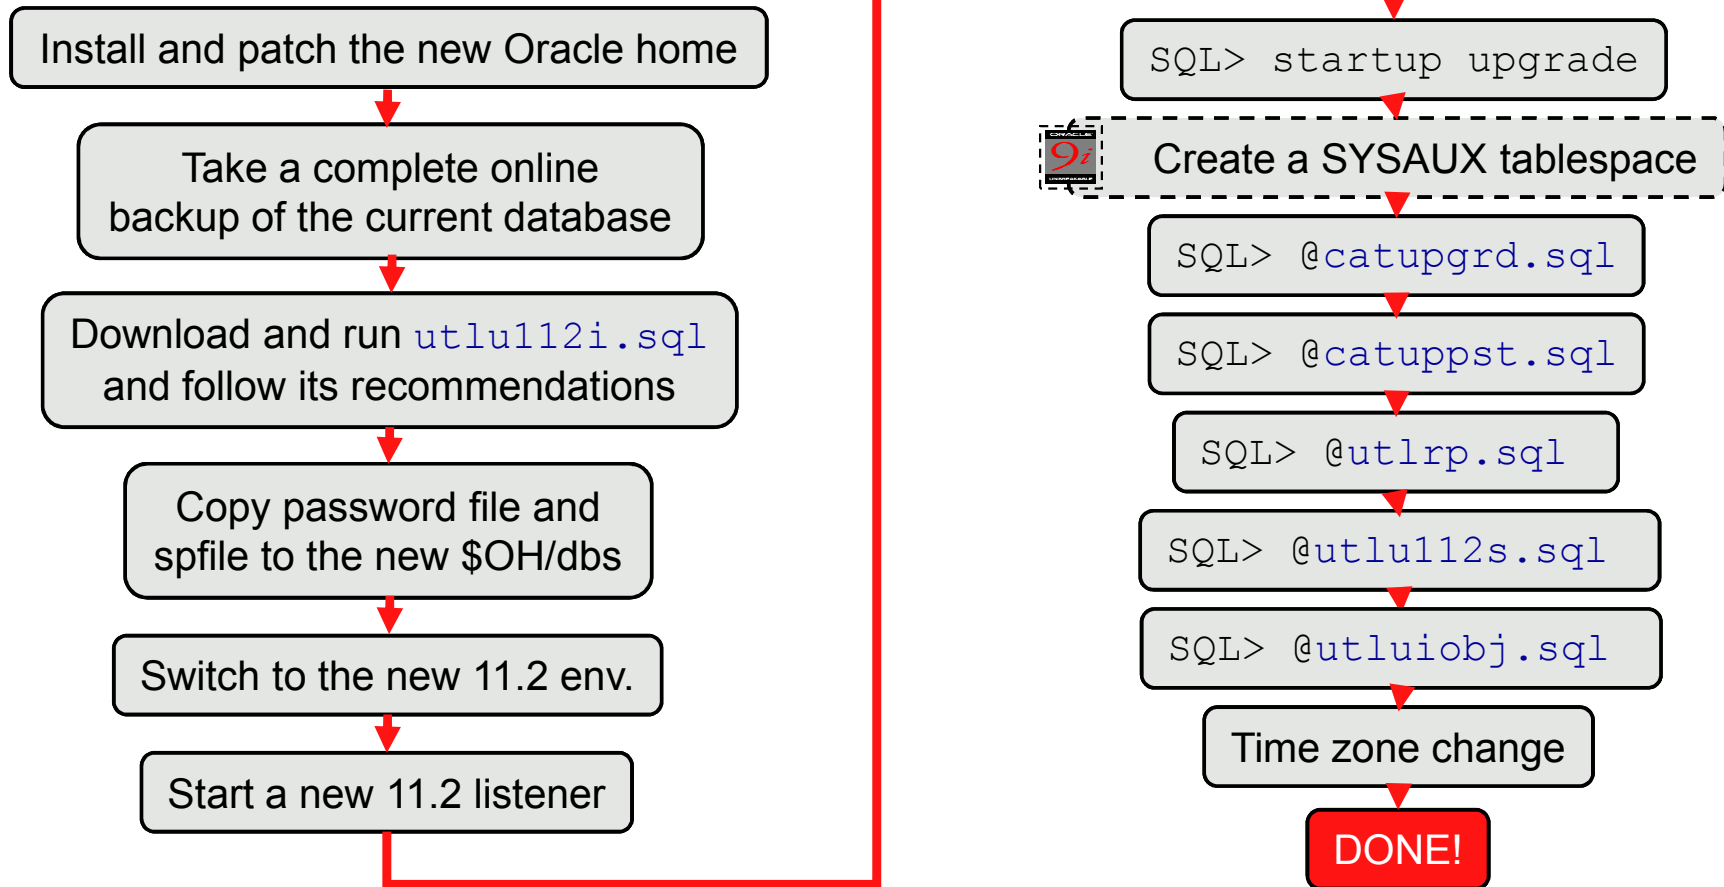 Install and patch the new Oracle home
Take a complete online
backup of the current database
Download and run utlu112i.sql
and follow its recommendations
Copy password file and
spfile to the new $OH/dbs
Switch to the new 11.2 env.
Start a new 11.2 listener
SQL> startup upgrade
ORACLE
9i
Create a SYSAUX tablespace
SQL> @catupgrd.sql
SQL> @catuppst.sql
SQL> @utlrp.sql
SQL> @utlu112s.sql
SQL> @utluiobj.sql
Time zone change
DONE!